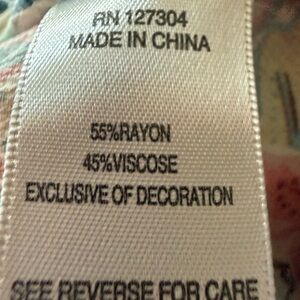 RN 127304
MADE IN CHINA
55%RAYON
45%VISCOSE
EXCLUSIVE OF DECORATION
SEE REVERSE FOR CARE